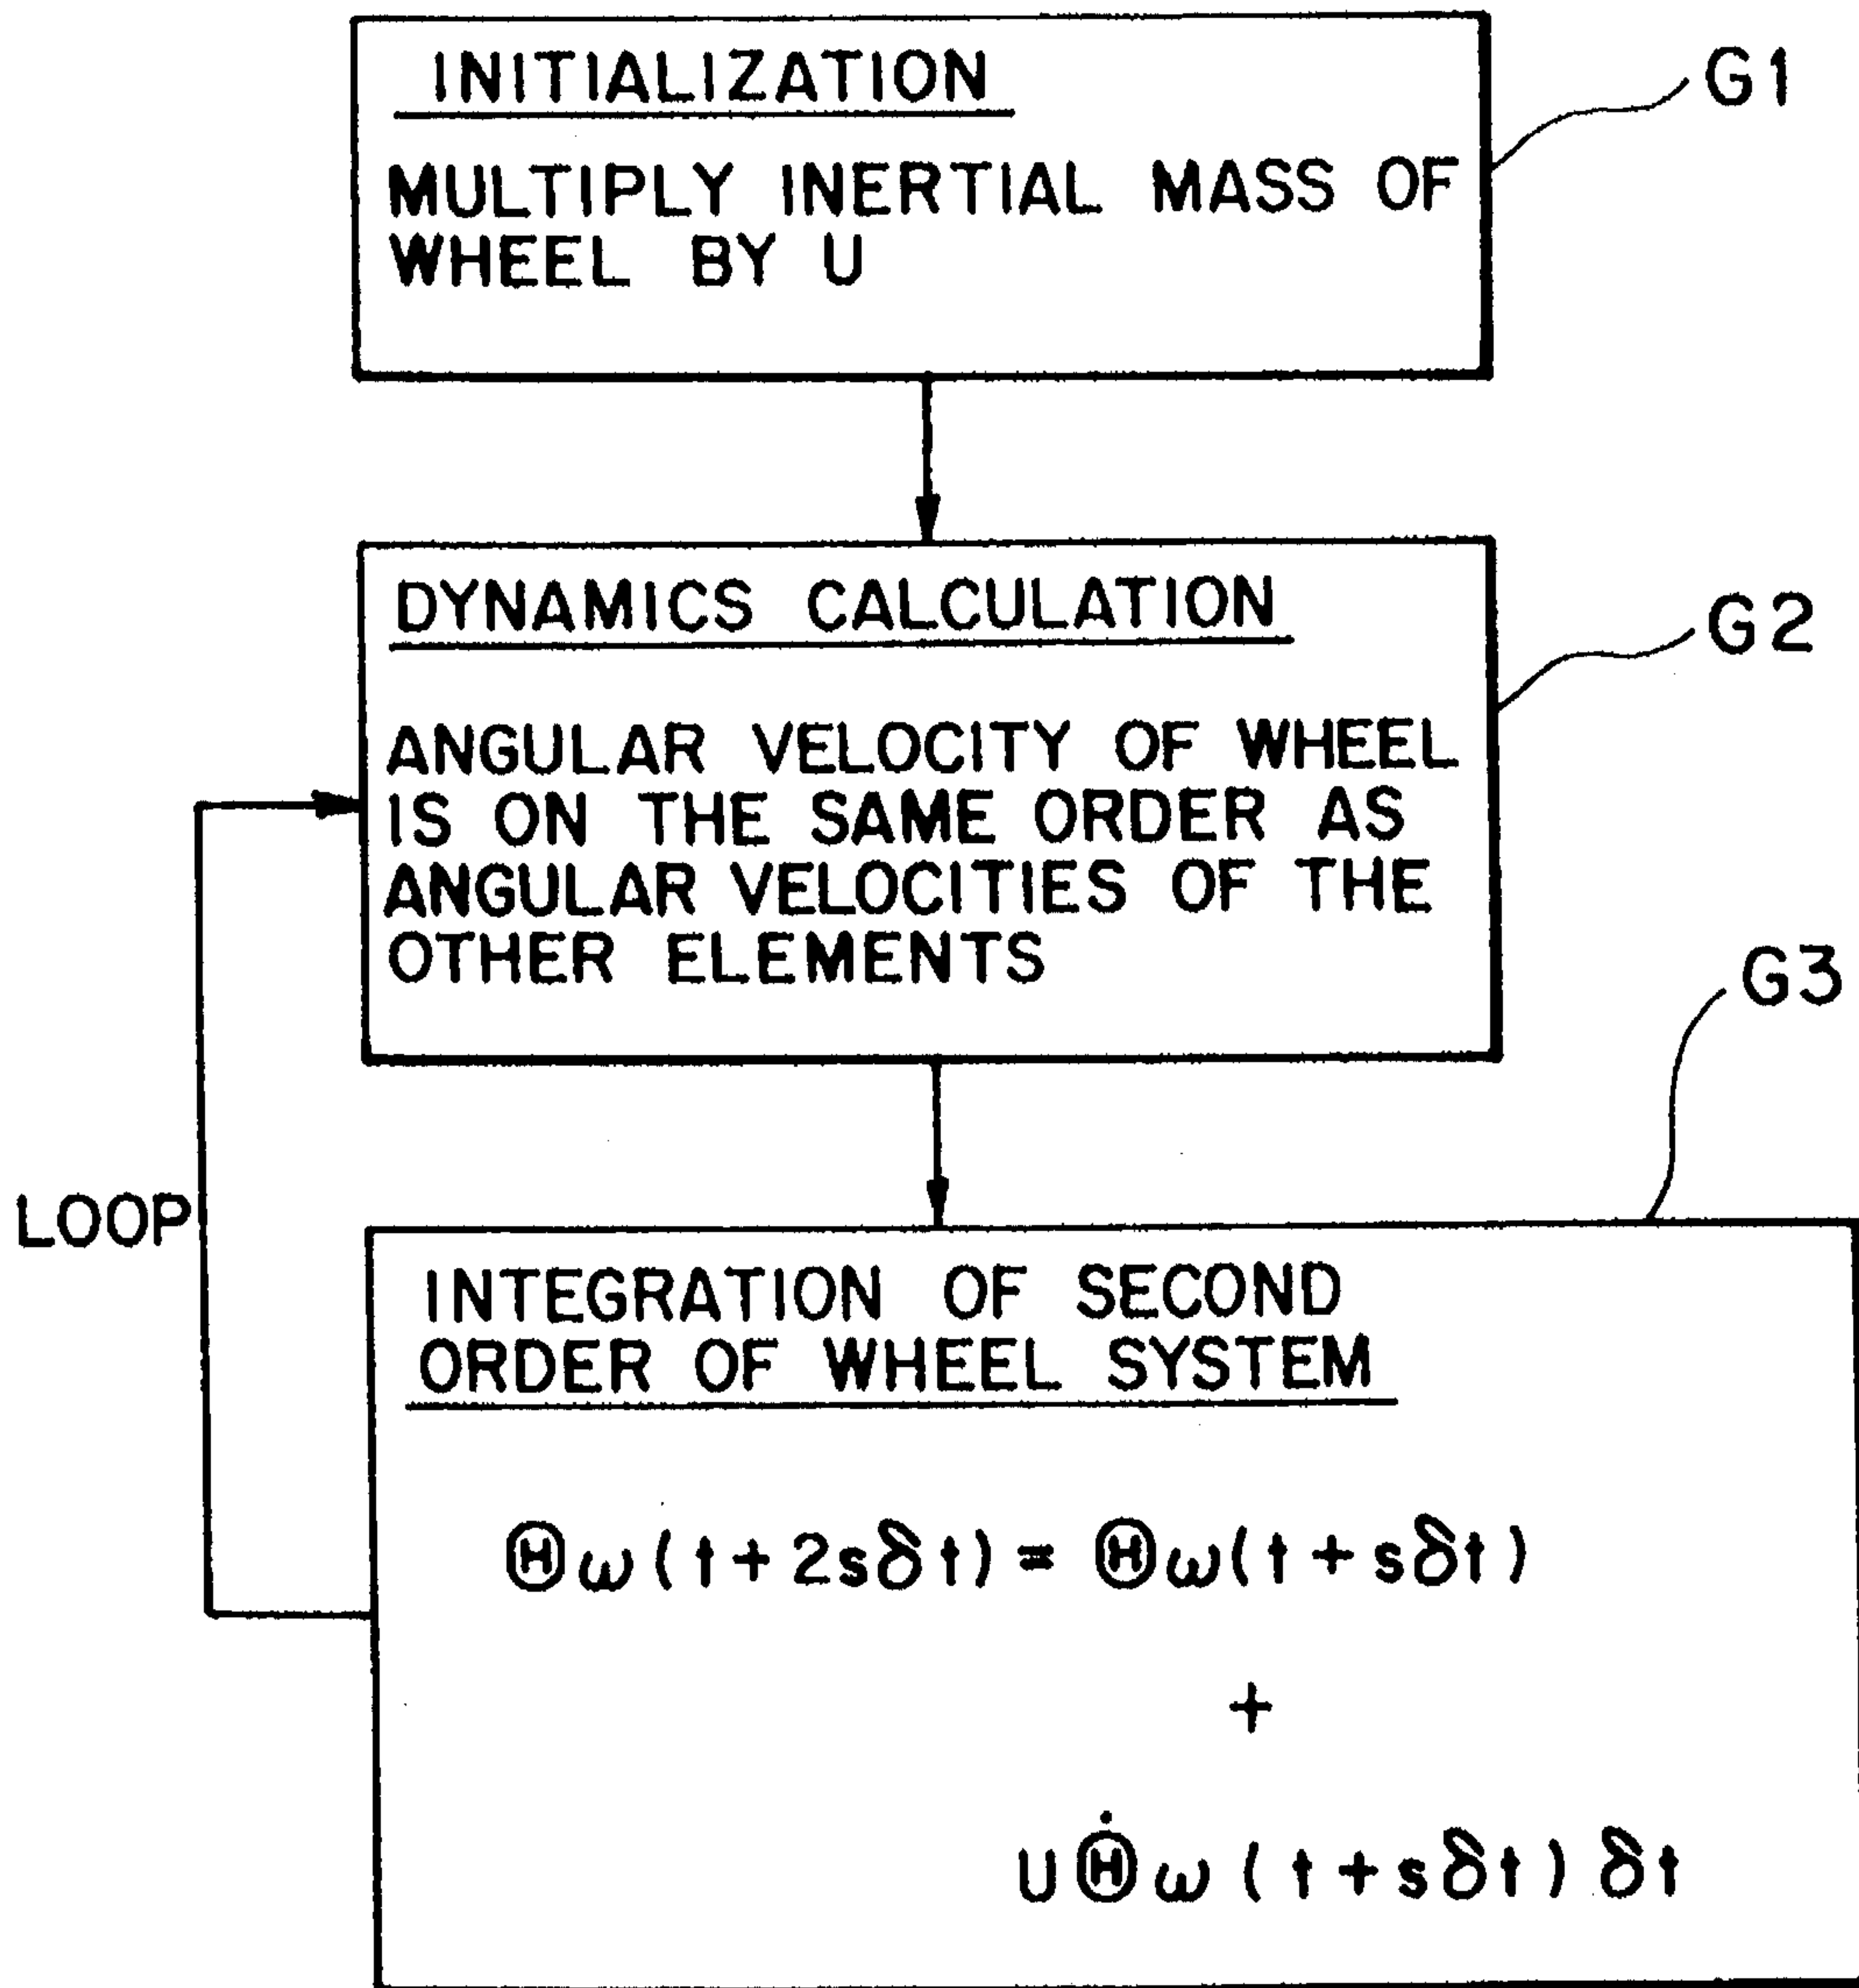 INITIALIZATION
G1
MULTIPLY INERTIAL MASS OF
WHEEL BY U
DYNAMICS CALCULATION
G2
ANGULAR VELOCITY OF WHEEL
IS ON THE SAME ORDER AS
ANGULAR VELOCITIES OF THE
OTHER ELEMENTS
G3
LOOP
INTEGRATION OF SECOND
ORDER OF WHEEL SYSTEM
Θω(t+2sδt) = Θω(t+sδt)
+
UΘ̇ω(t+sδt)δt